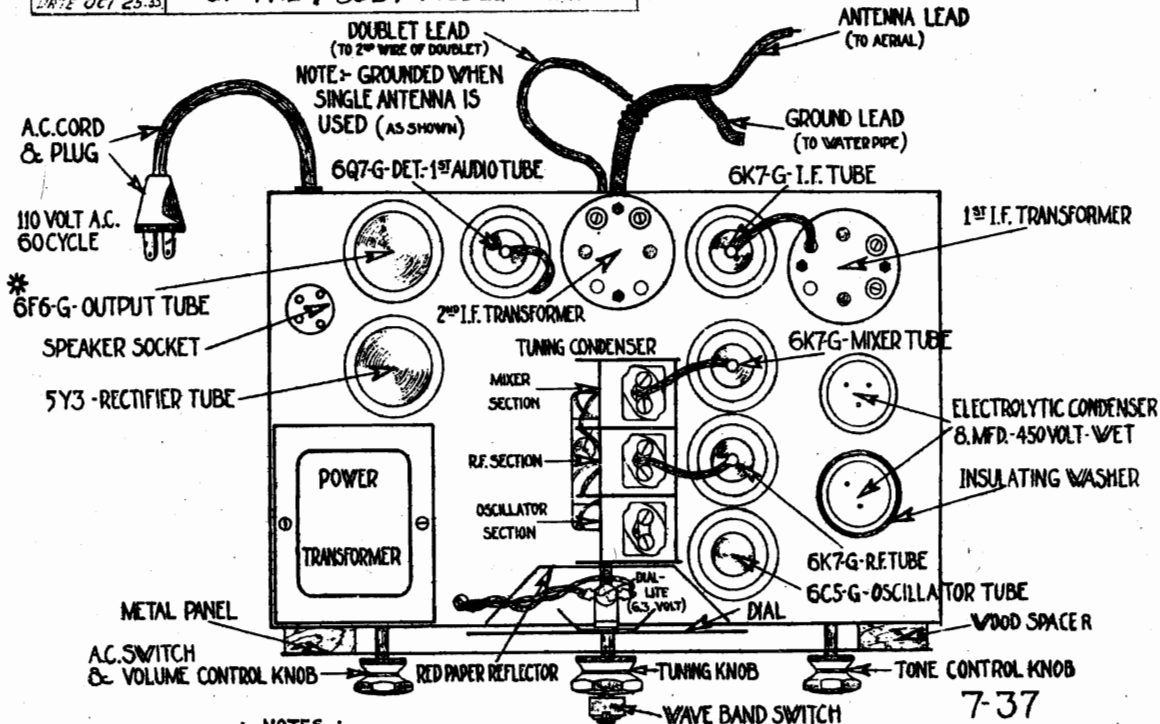 DATE OCT 25.35
DOUBLET LEAD
(TO 2ND WIRE OF DOUBLET)
NOTE:- GROUNDED WHEN
SINGLE ANTENNA IS
USED (AS SHOWN)
ANTENNA LEAD
(TO AERIAL)
GROUND LEAD
(TO WATERPIPE)
A.C. CORD
& PLUG
110 VOLT A.C.
60 CYCLE
6Q7-G-DET.-1ST AUDIO TUBE
6K7-G-I.F. TUBE
1ST I.F. TRANSFORMER
* 6F6-G-OUTPUT TUBE
2ND I.F. TRANSFORMER
SPEAKER SOCKET
TUNING CONDENSER
6K7-G-MIXER TUBE
5Y3-RECTIFIER TUBE
MIXER
SECTION
ELECTROLYTIC CONDENSER
8.MFD.-450VOLT-WET
R.F. SECTION
INSULATING WASHER
POWER
TRANSFORMER
OSCILLATOR
SECTION
6K7-G-R.F. TUBE
6C5-G-OSCILLATOR TUBE
DIAL-
LITE
(6.3 VOLT)
DIAL
METAL PANEL
WOOD SPACER
A.C. SWITCH
& VOLUME CONTROL KNOB
RED PAPER REFLECTOR
TUNING KNOB
TONE CONTROL KNOB
7-37
WAVE BAND SWITCH
: NOTES :